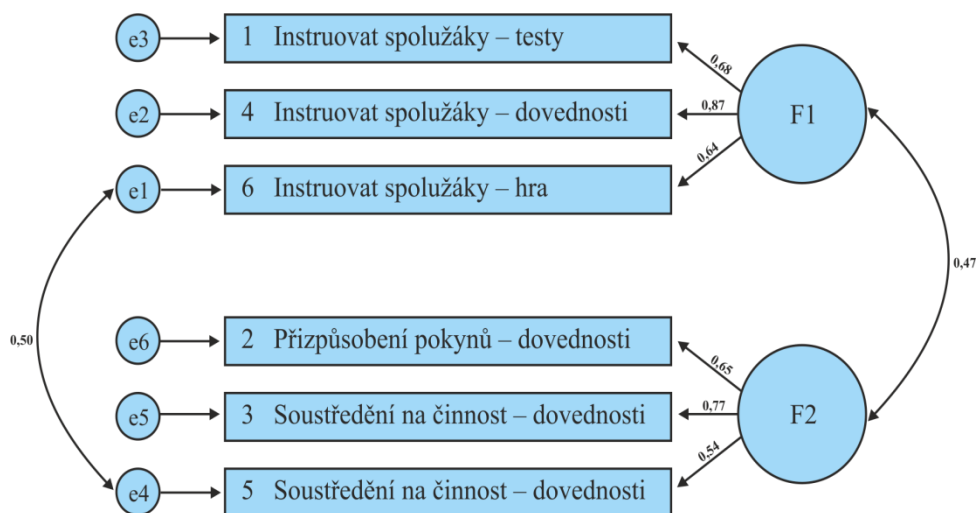 e3
1 Instruovat spolužáky – testy
0,68
e2
4 Instruovat spolužáky – dovednosti
0,87
F1
e1
6 Instruovat spolužáky – hra
0,64
0,47
0,50
e6
2 Přizpůsobení pokynů – dovednosti
0,65
e5
3 Soustředění na činnost – dovednosti
0,77
F2
e4
5 Soustředění na činnost – dovednosti
0,54